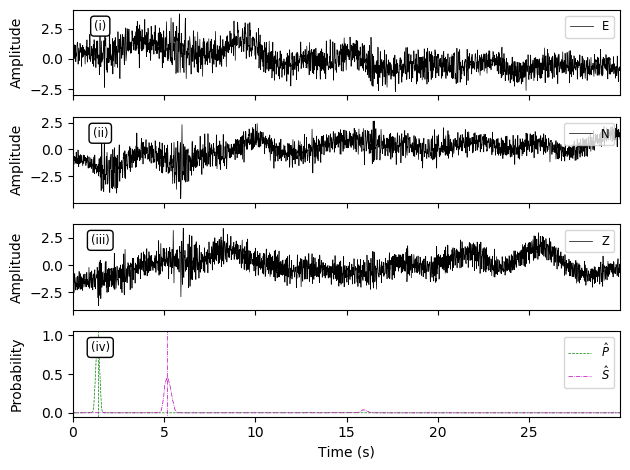 (i)
E
Amplitude
2.5
0.0
−2.5
(ii)
N
Amplitude
2.5
0.0
−2.5
(iii)
Z
Amplitude
2.5
0.0
−2.5
(iv)
P̂
Ŝ
Probability
1.0
0.5
0.0
0 5 10 15 20 25
Time (s)